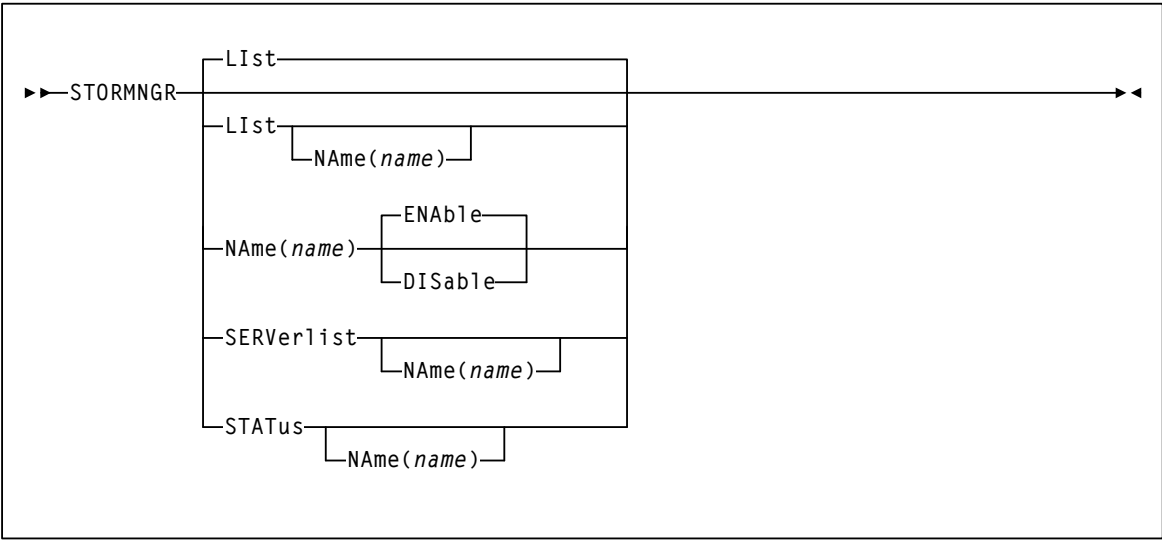 LIst
STORMNGR
LIst
NAme(name)
ENAble
NAme(name)
DISable
SERVerlist
NAme(name)
STATus
NAme(name)